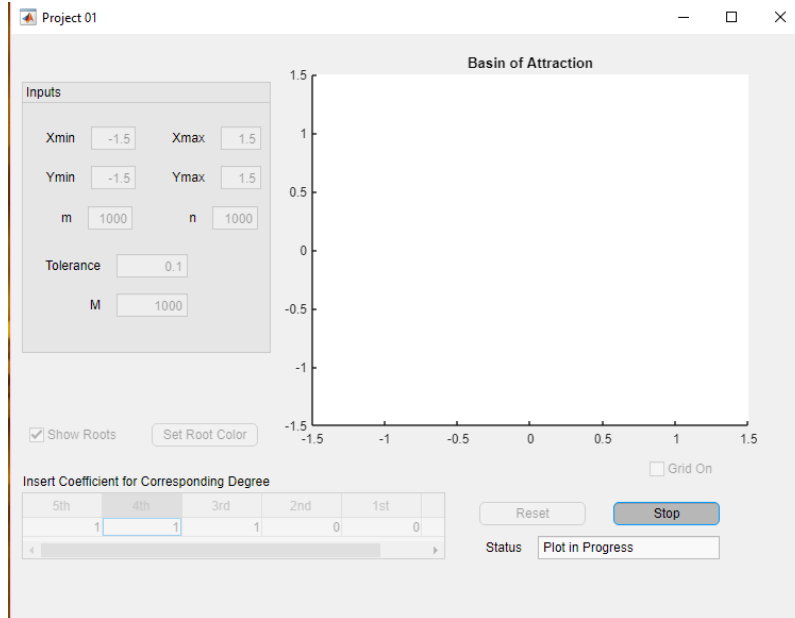 Project 01
Inputs
Xmin -1.5 Xmax 1.5
Ymin -1.5 Ymax 1.5
m 1000 n 1000
Tolerance 0.1
M 1000
Basin of Attraction
1.5
1
0.5
0
-0.5
-1
-1.5
-1.5 -1 -0.5 0 0.5 1 1.5
Show Roots Set Root Color
Grid On
Insert Coefficient for Corresponding Degree
5th 4th 3rd 2nd 1st
1 1 1 0 0
Reset Stop
Status Plot in Progress